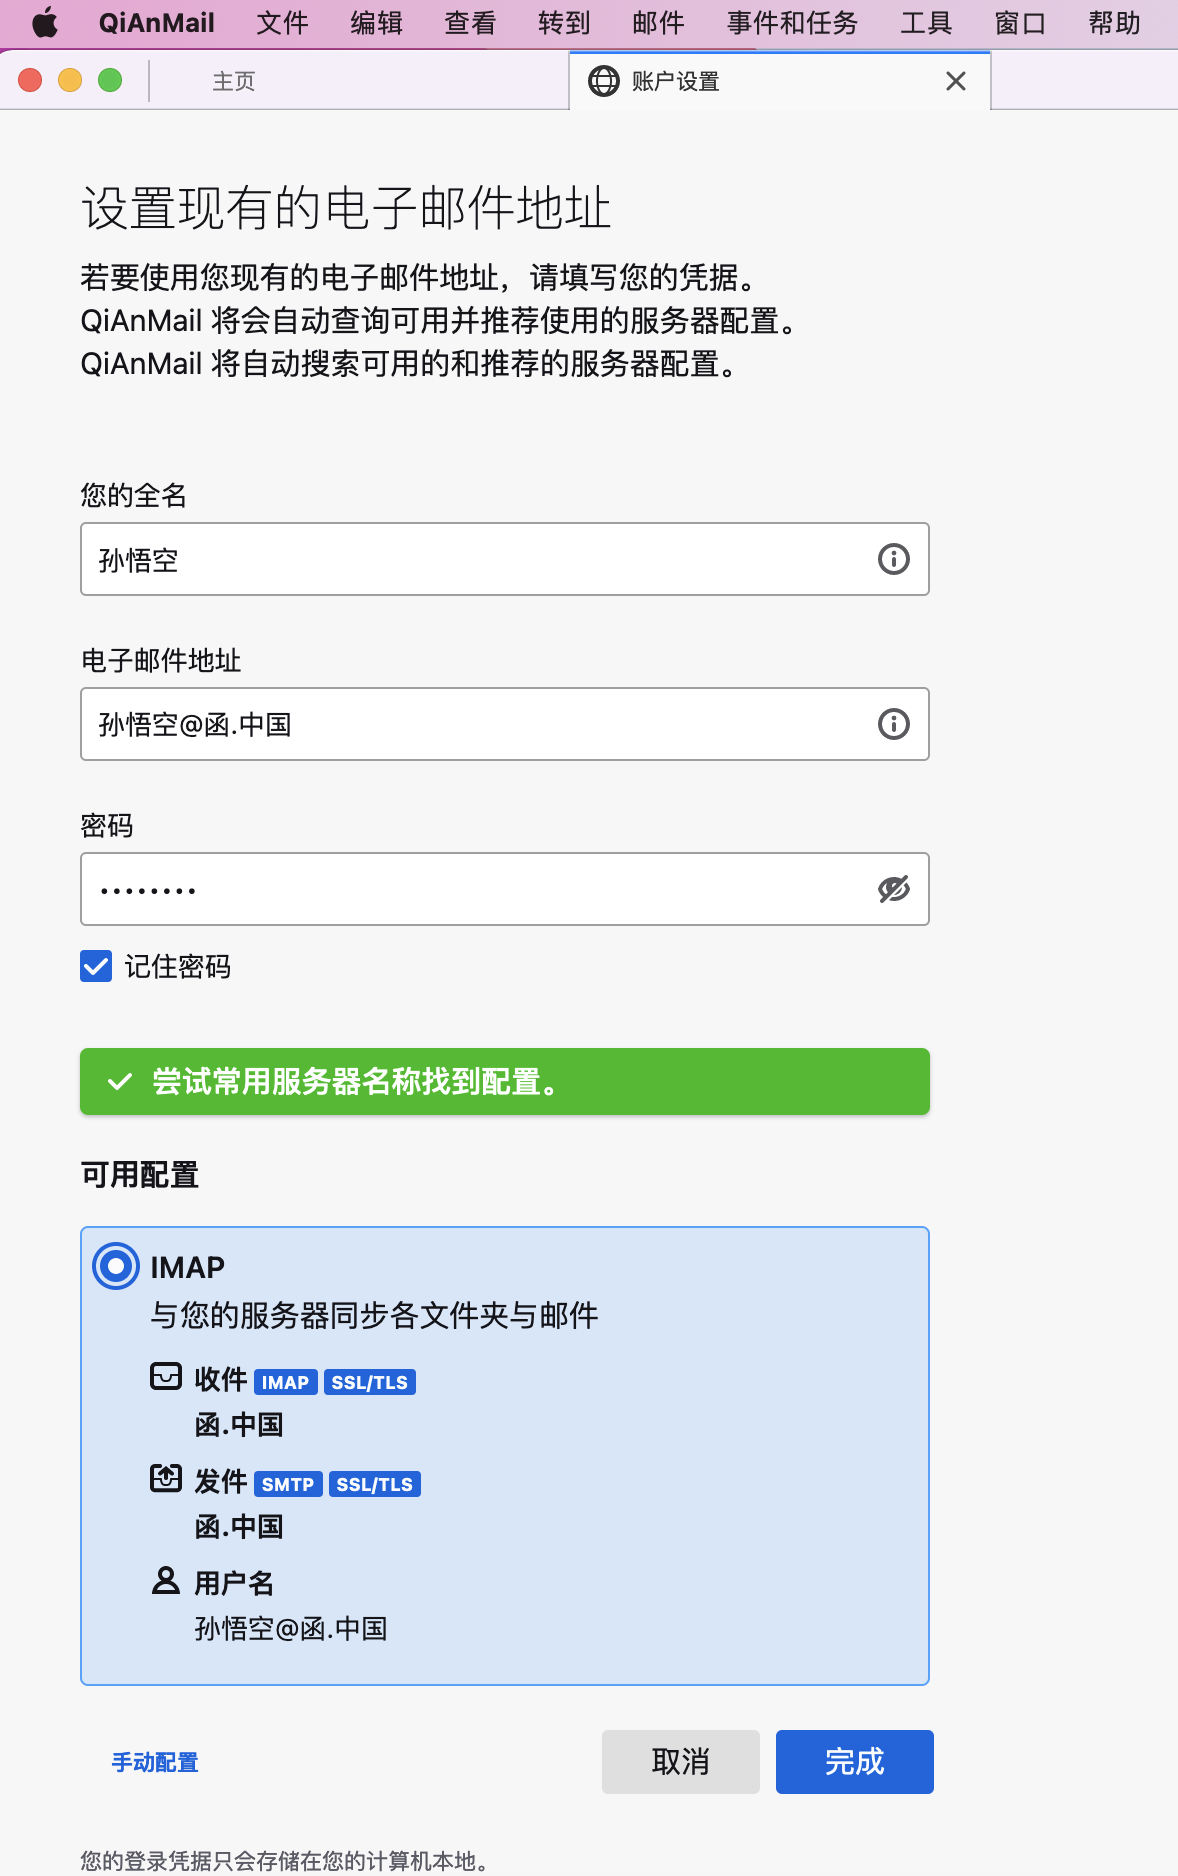 QiAnMail 文件 编辑 查看 转到 邮件 事件和任务 工具 窗口 帮助
主页 账户设置
设置现有的电子邮件地址
若要使用您现有的电子邮件地址，请填写您的凭据。
QiAnMail 将会自动查询可用并推荐使用的服务器配置。
QiAnMail 将自动搜索可用的和推荐的服务器配置。
您的全名
孙悟空
电子邮件地址
孙悟空@函.中国
密码
记住密码
尝试常用服务器名称找到配置。
可用配置
IMAP
与您的服务器同步各文件夹与邮件
收件 IMAP SSL/TLS
函.中国
发件 SMTP SSL/TLS
函.中国
用户名
孙悟空@函.中国
手动配置 取消 完成
您的登录凭据只会存储在您的计算机本地。